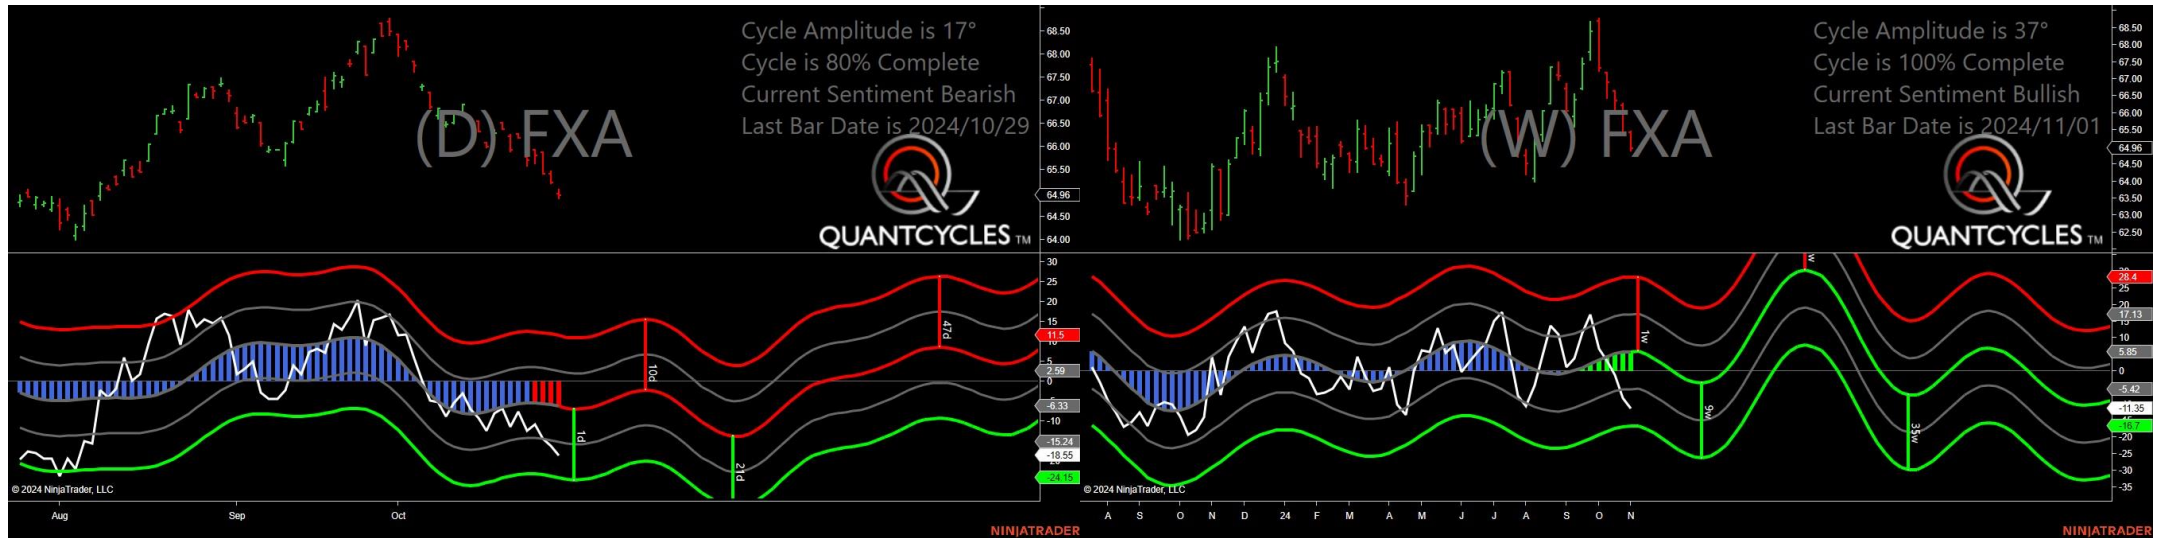 Cycle Amplitude is 17°
Cycle is 80% Complete
Current Sentiment Bearish
Last Bar Date is 2024/10/29
(D) FXA
QUANTCYCLES TM
68.50
68.00
67.50
67.00
66.50
66.00
65.50
64.96
64.50
64.00
30
25
20
15
11.5
10
5
2.59
0
-5
-6.33
-10
-15.24
-18.55
-24.15
1d
10d
21d
47d
© 2024 NinjaTrader, LLC
Aug
Sep
Oct
NINJATRADER
Cycle Amplitude is 37°
Cycle is 100% Complete
Current Sentiment Bullish
Last Bar Date is 2024/11/01
(W) FXA
QUANTCYCLES TM
68.50
68.00
67.50
67.00
66.50
66.00
65.50
64.96
64.50
64.00
63.50
63.00
62.50
28.4
25
20
17.13
15
10
5.85
0
-5.42
-11.35
-16.7
-20
-25
-30
-35
w
1w
9w
35w
© 2024 NinjaTrader, LLC
A S O N D 24 F M A M J J A S O N
NINJATRADER